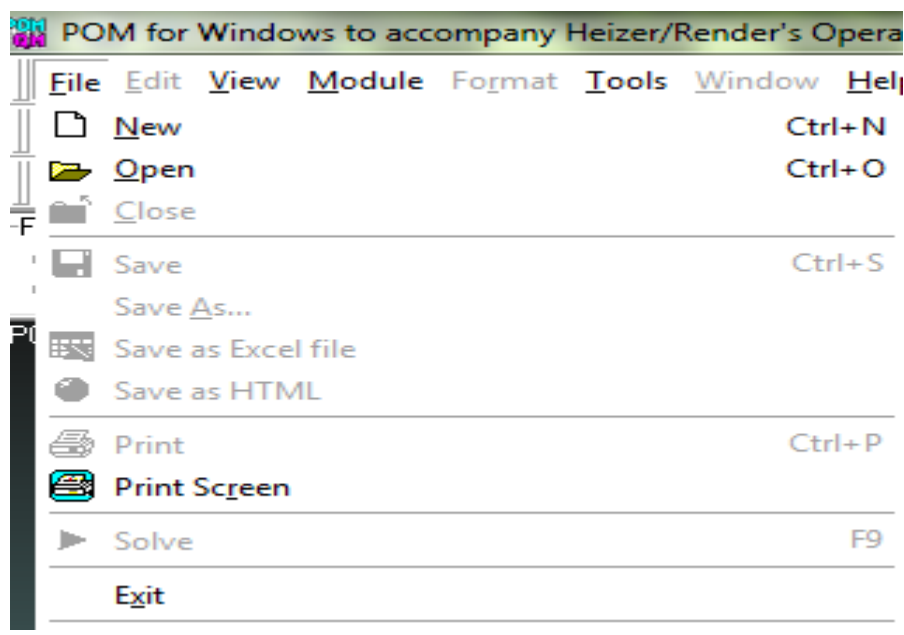 POM QM POM for Windows to accompany Heizer/Render's Opera
File Edit View Module Format Tools Window Help
New Ctrl+N
Open Ctrl+O
Close
Save Ctrl+S
Save As...
Save as Excel file
Save as HTML
Print Ctrl+P
Print Screen
Solve F9
Exit